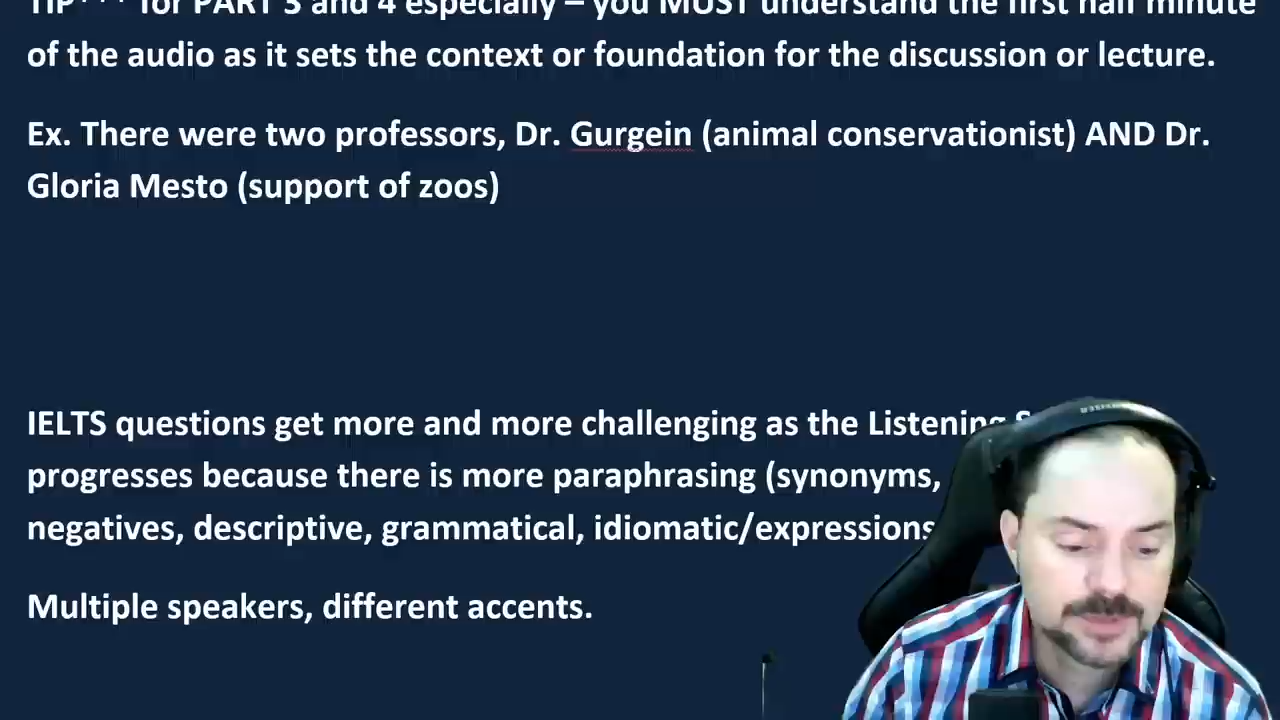 TIP*** for PART 3 and 4 especially – you MUST understand the first half minute
of the audio as it sets the context or foundation for the discussion or lecture.
Ex. There were two professors, Dr. Gurgein (animal conservationist) AND Dr.
Gloria Mesto (support of zoos)
IELTS questions get more and more challenging as the Listening
progresses because there is more paraphrasing (synonyms,
negatives, descriptive, grammatical, idiomatic/expressions
Multiple speakers, different accents.